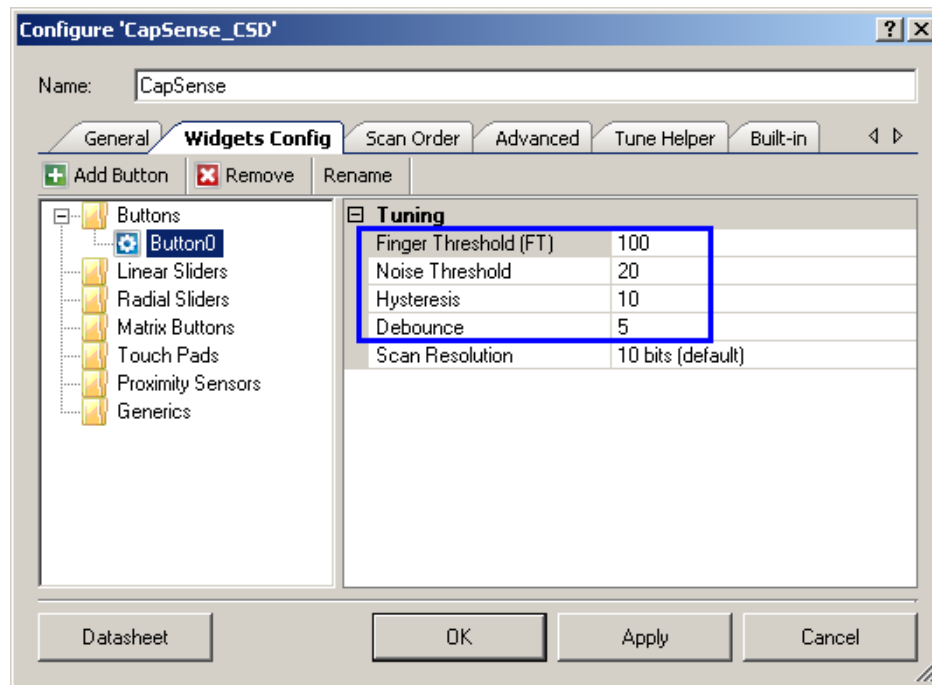 Configure 'CapSense_CSD'
Name: CapSense
General Widgets Config Scan Order Advanced Tune Helper Built-in
Add Button Remove Rename
Buttons
Button0
Linear Sliders
Radial Sliders
Matrix Buttons
Touch Pads
Proximity Sensors
Generics
Tuning
Finger Threshold (FT) 100
Noise Threshold 20
Hysteresis 10
Debounce 5
Scan Resolution 10 bits (default)
Datasheet OK Apply Cancel